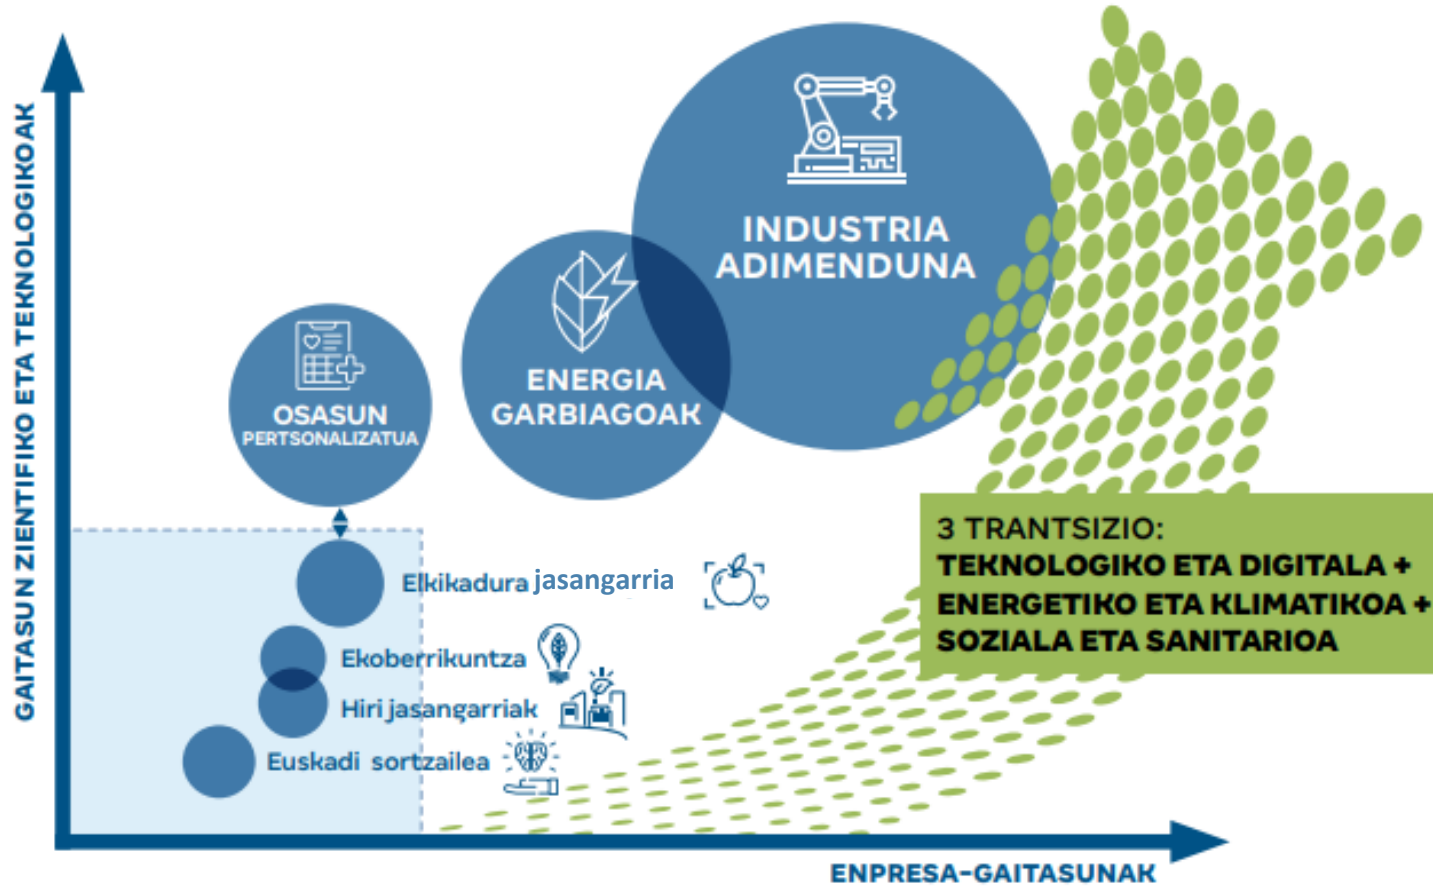 GAITASUN ZIENTIFIKO ETA TEKNOLOGIKOAK
INDUSTRIA
ADIMENDUNA
ENERGIA
GARBIAGOAK
OSASUN
PERTSONALIZATUA
Elkikadura jasangarria
Ekoberrikuntza
Hiri jasangarriak
Euskadi sortzailea
3 TRANTSIZIO:
TEKNOLOGIKO ETA DIGITALA +
ENERGETIKO ETA KLIMATIKOA +
SOZIALA ETA SANITARIOA
ENPRESA-GAITASUNAK